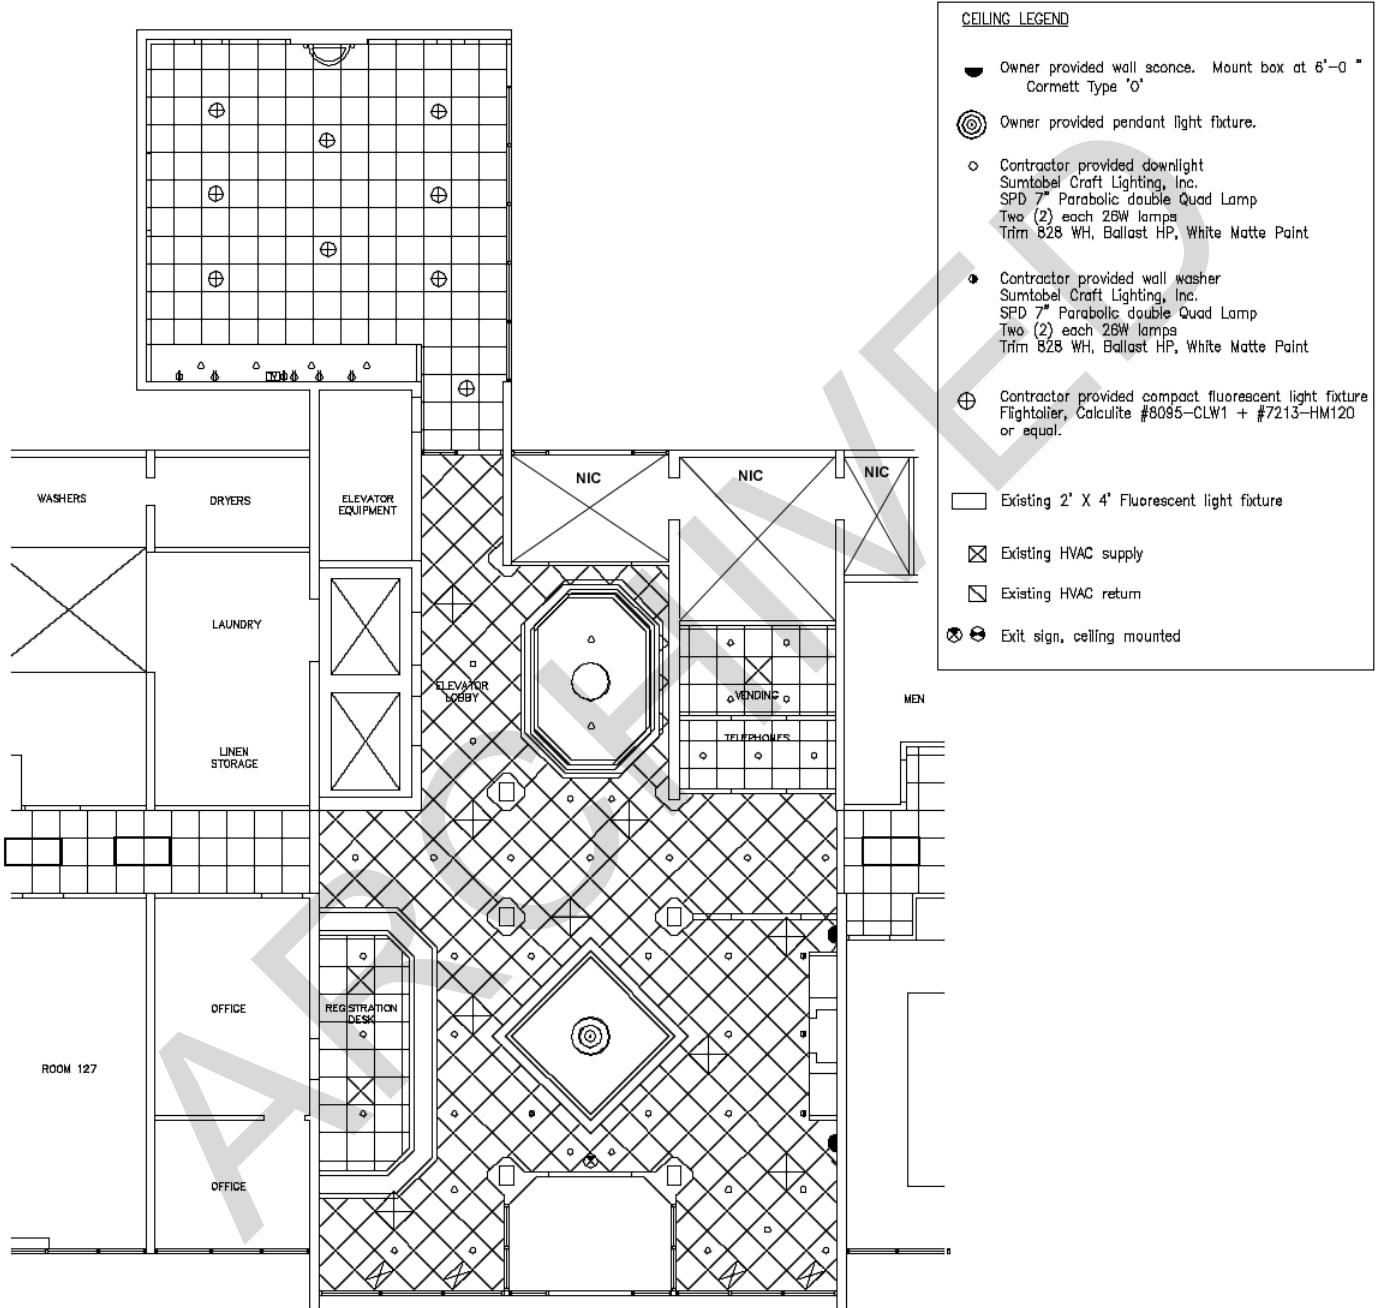 CEILING LEGEND
Owner provided wall sconce. Mount box at 6'-0 "
Cormett Type 'O'
Owner provided pendant light fixture.
Contractor provided downlight
Sumtobel Craft Lighting, Inc.
SPD 7" Parabolic double Quad Lamp
Two (2) each 26W lamps
Trim 828 WH, Ballast HP, White Matte Paint
Contractor provided wall washer
Sumtobel Craft Lighting, Inc.
SPD 7" Parabolic double Quad Lamp
Two (2) each 26W lamps
Trim 828 WH, Ballast HP, White Matte Paint
Contractor provided compact fluorescent light fixture
Flightolier, Calculite #8095-CLW1 + #7213-HM120
or equal.
Existing 2' X 4' Fluorescent light fixture
Existing HVAC supply
Existing HVAC return
Exit sign, ceiling mounted
NIC
NIC
NIC
WASHERS
DRYERS
ELEVATOR
EQUIPMENT
LAUNDRY
ELEVATOR
LOBBY
VENDING
MEN
TELEPHONES
LINEN
STORAGE
OFFICE
REGISTRATION
DESK
ROOM 127
OFFICE
ARCHIVED